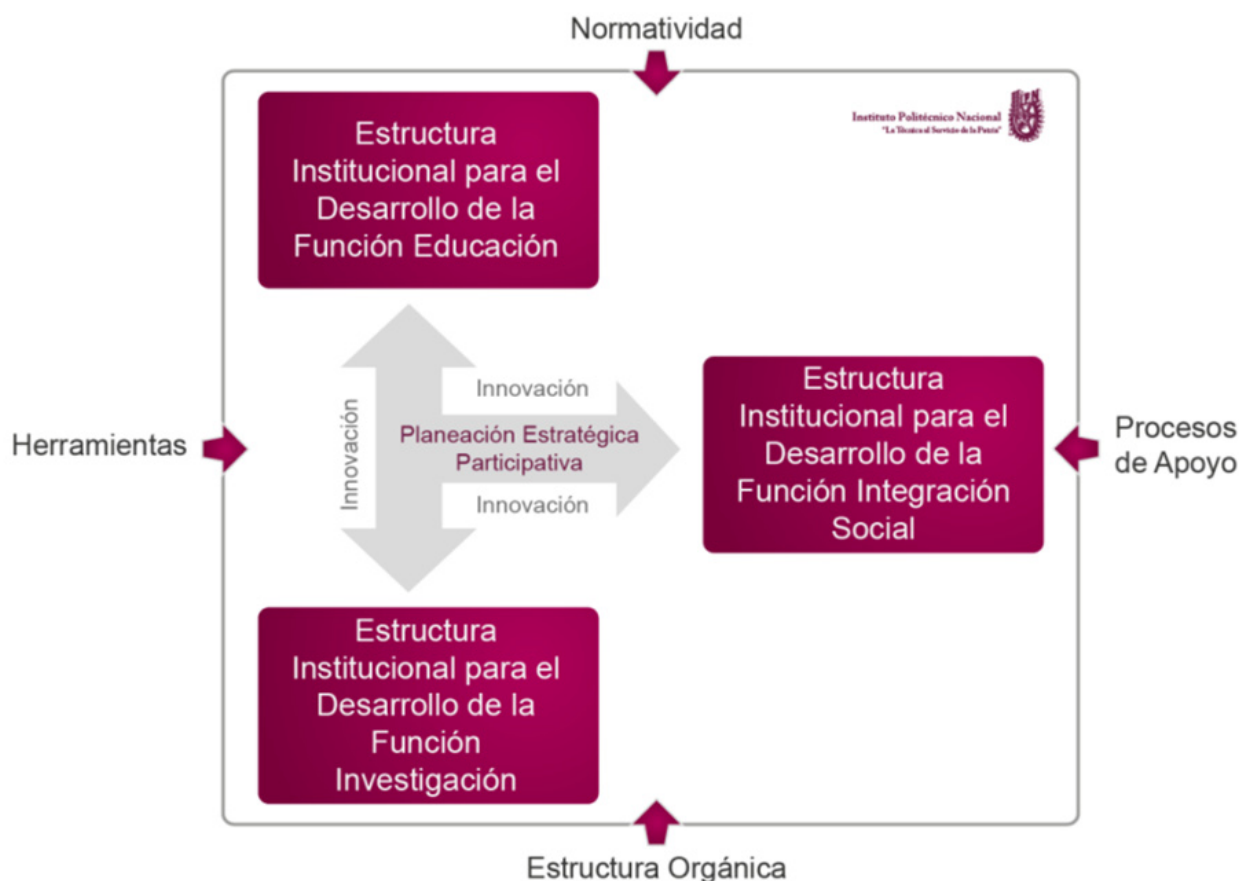 Normatividad
Instituto Politécnico Nacional
"La Técnica al Servicio de la Patria"
Estructura
Institucional para el
Desarrollo de la
Función Educación
Innovación
Innovación
Planeación Estratégica
Participativa
Innovación
Herramientas
Estructura
Institucional para el
Desarrollo de la
Función Integración
Social
Procesos
de Apoyo
Estructura
Institucional para el
Desarrollo de la
Función
Investigación
Estructura Orgánica